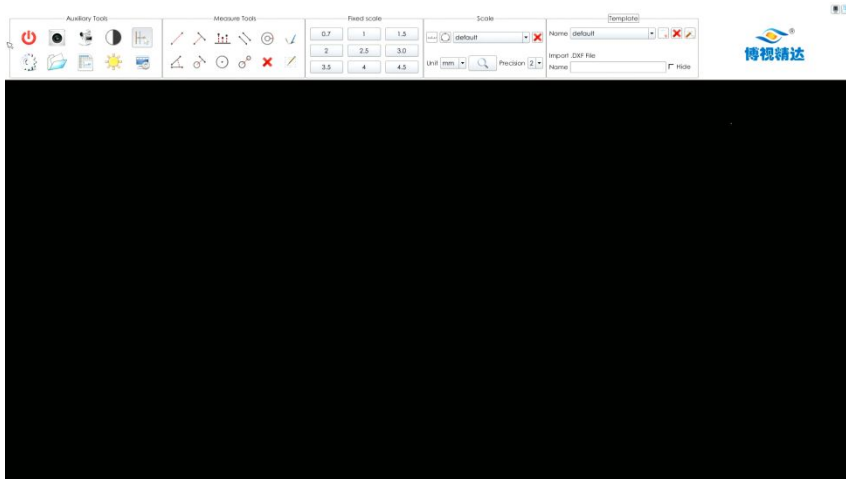 Auxiliary Tools
Measure Tools
Fixed scale
Scale
Template
0.7 1 1.5
2 2.5 3.0
3.5 4 4.5
default
Unit mm Precision 2
Name default
Import .DXF File
Name Hide
®
博视精达